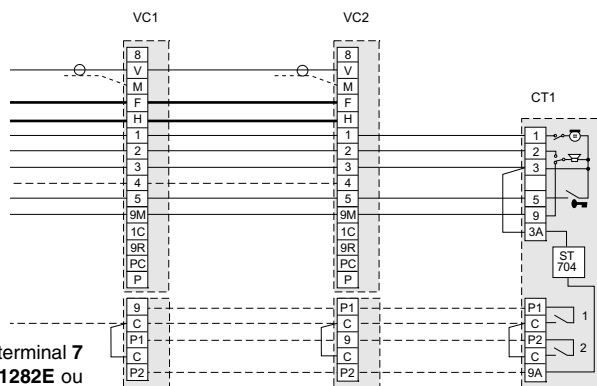 VC1
VC2
CT1
8
V
M
F
H
1
2
3
4
5
9M
1C
9R
PC
P
9
C
P1
C
P2
8
V
M
F
H
1
2
3
4
5
9M
1C
9R
PC
P
P1
C
9
C
P2
1
2
3
5
9
3A
ST
704
P1
C
P2
C
9A
1
2
terminal 7
1282E ou